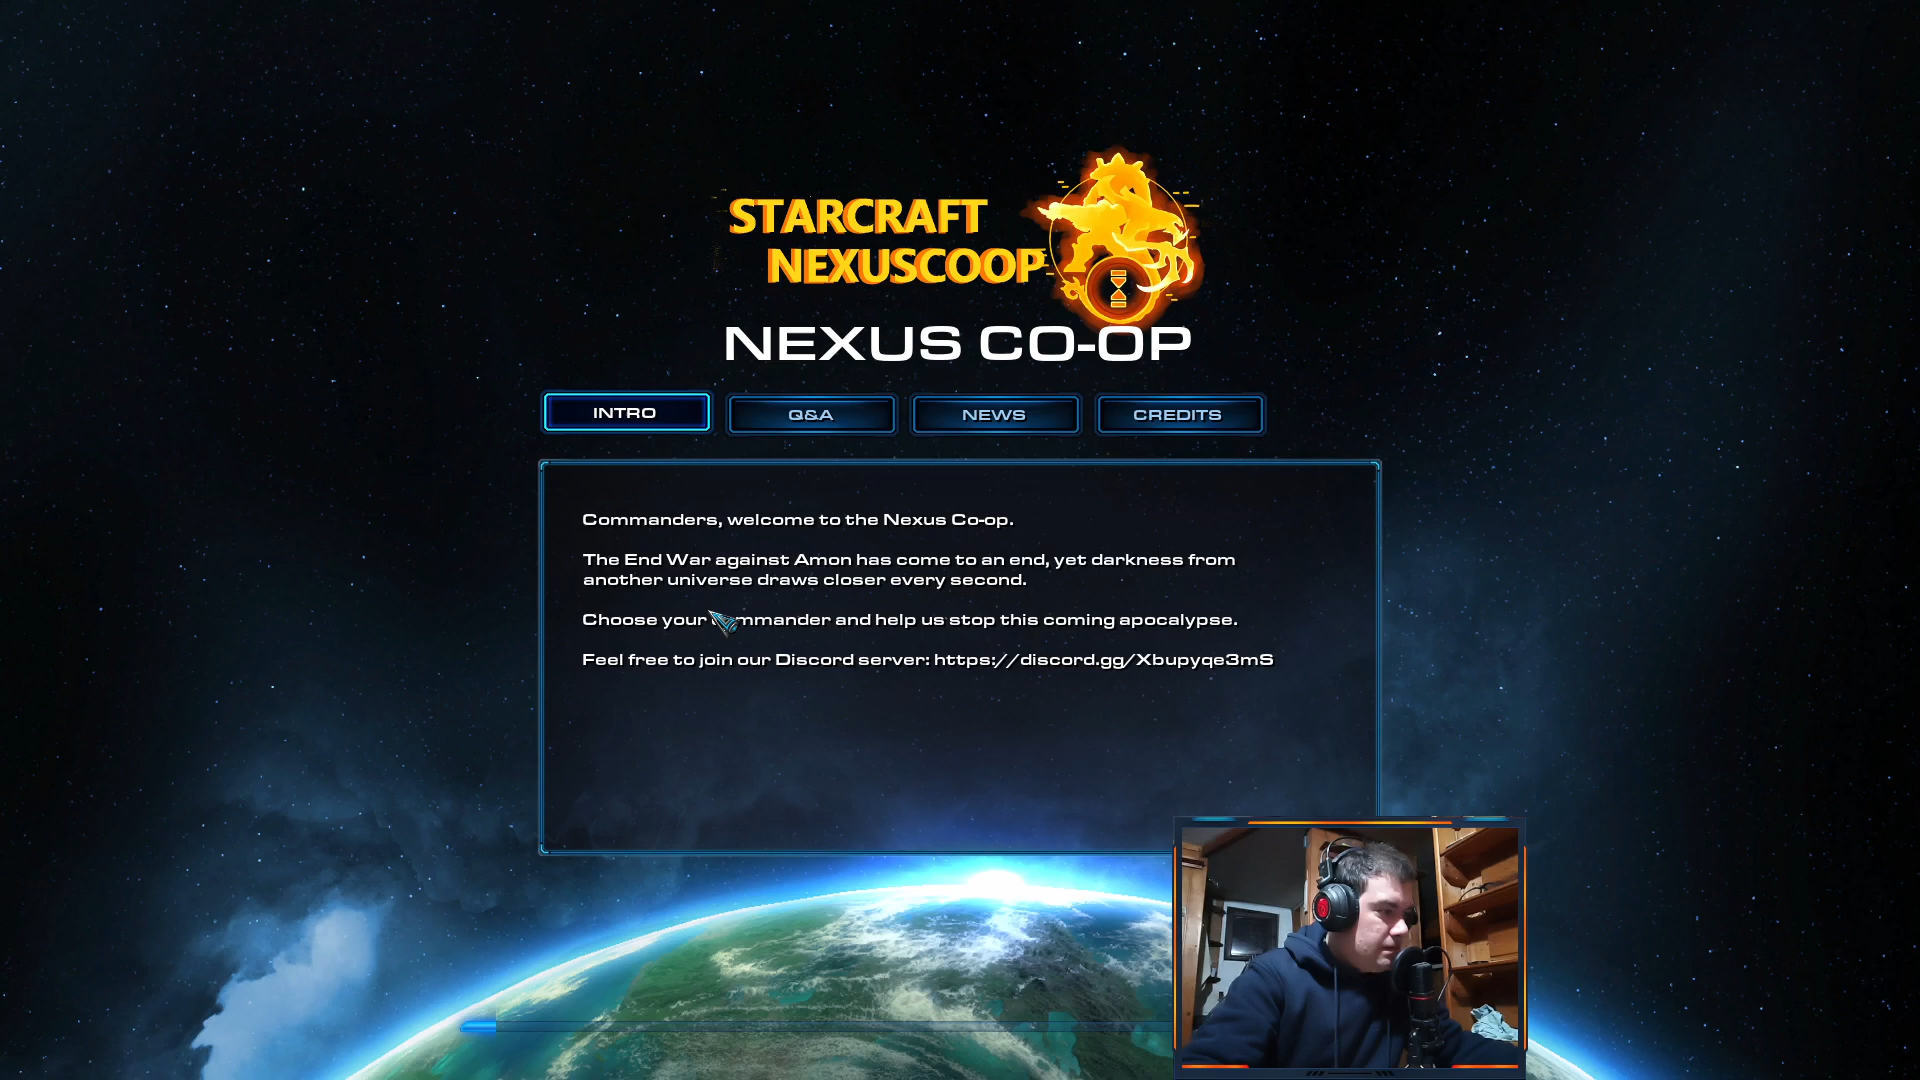 STARCRAFT
NEXUSCOOP
NEXUS CO-OP
INTRO
Q&A
NEWS
CREDITS
Commanders, welcome to the Nexus Co-op.
The End War against Amon has come to an end, yet darkness from
another universe draws closer every second.
Choose your mmander and help us stop this coming apocalypse.
Feel free to join our Discord server: https://discord.gg/Xbupyqe3mS